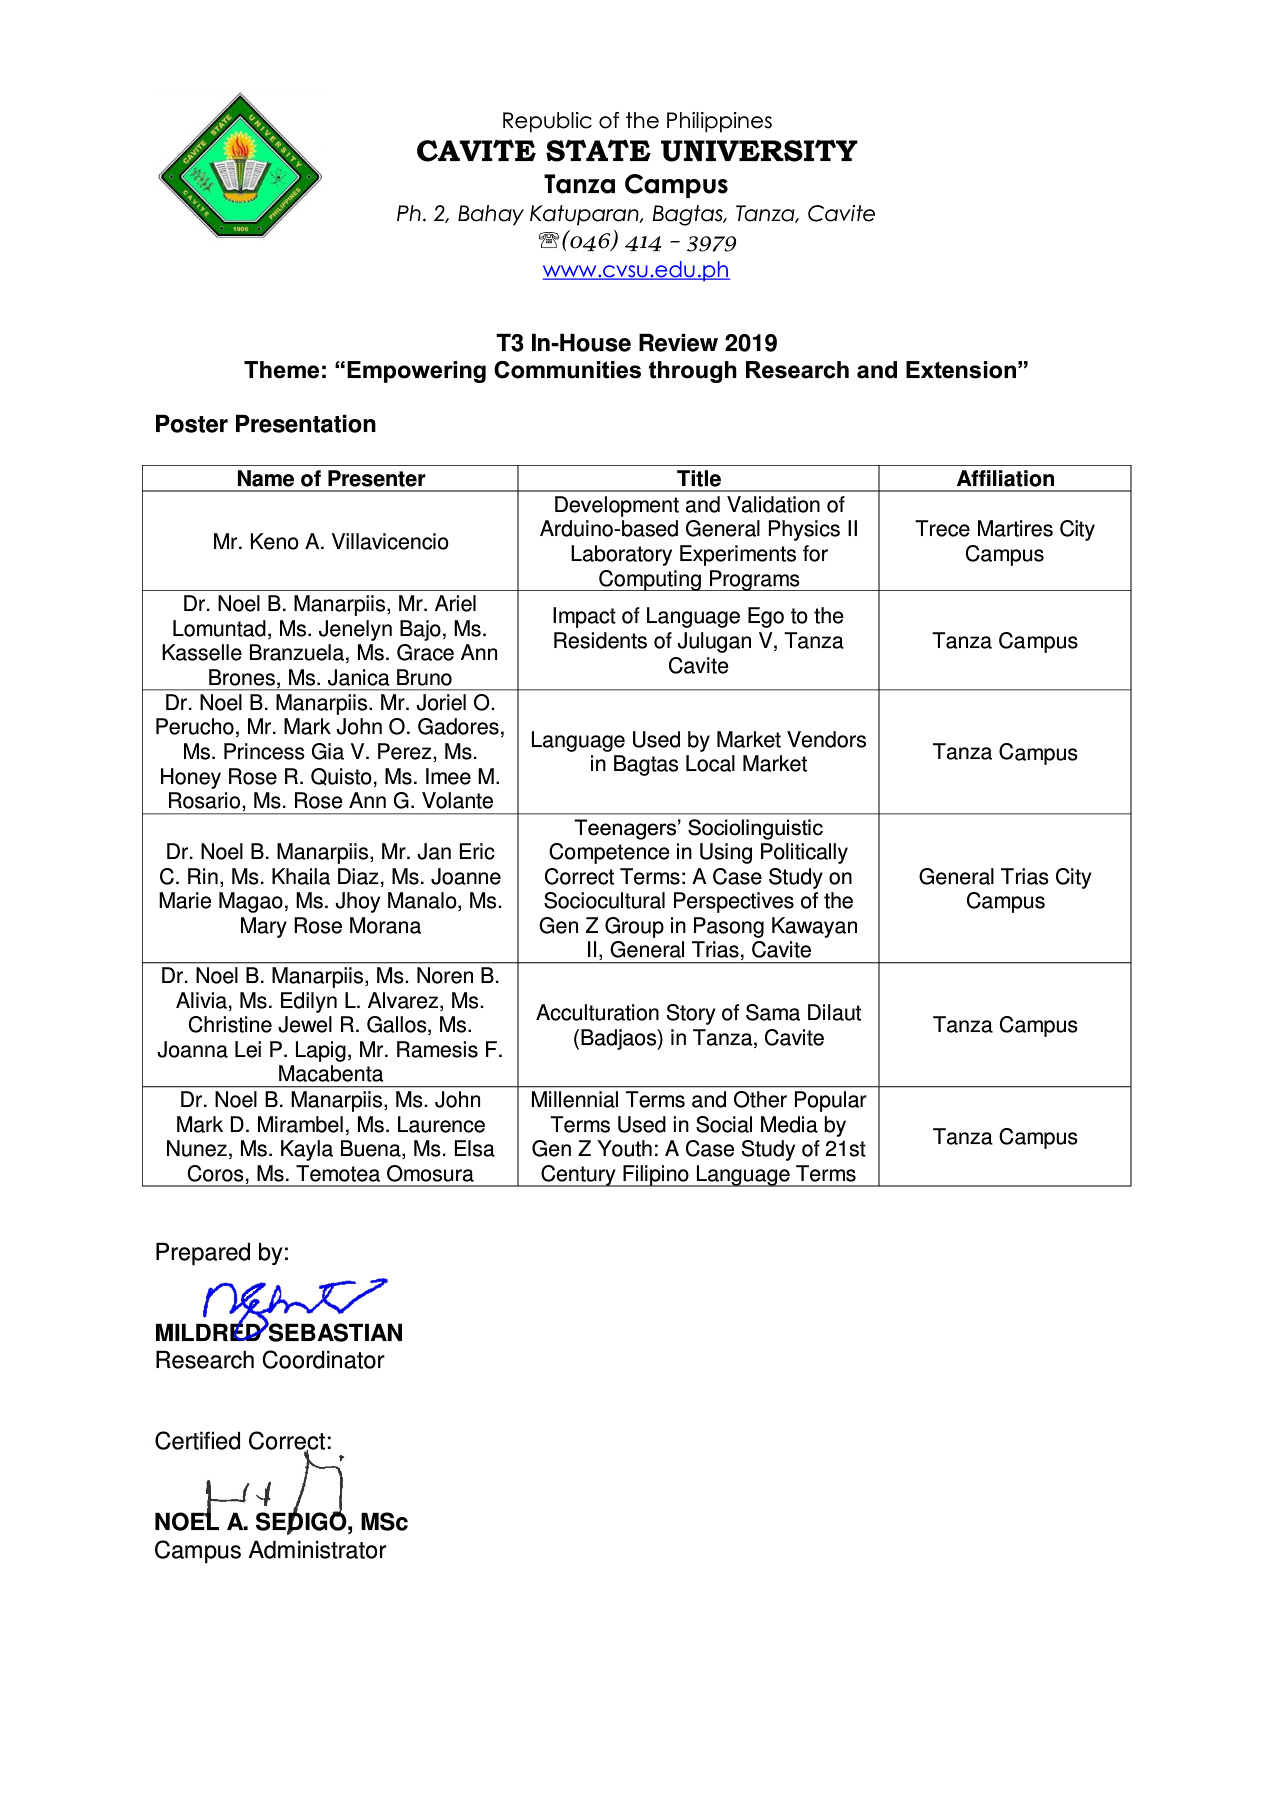 CAVITE STATE UNIVERSITY
CAVITE PHILIPPINES
1906
Republic of the Philippines
CAVITE STATE UNIVERSITY
Tanza Campus
Ph. 2, Bahay Katuparan, Bagtas, Tanza, Cavite
☏(046) 414 – 3979
www.cvsu.edu.ph
T3 In-House Review 2019
Theme: “Empowering Communities through Research and Extension”
Poster Presentation
Name of Presenter
Title
Affiliation
Mr. Keno A. Villavicencio
Development and Validation of
Arduino-based General Physics II
Laboratory Experiments for
Computing Programs
Trece Martires City
Campus
Dr. Noel B. Manarpiis, Mr. Ariel
Lomuntad, Ms. Jenelyn Bajo, Ms.
Kasselle Branzuela, Ms. Grace Ann
Brones, Ms. Janica Bruno
Impact of Language Ego to the
Residents of Julugan V, Tanza
Cavite
Tanza Campus
Dr. Noel B. Manarpiis. Mr. Joriel O.
Perucho, Mr. Mark John O. Gadores,
Ms. Princess Gia V. Perez, Ms.
Honey Rose R. Quisto, Ms. Imee M.
Rosario, Ms. Rose Ann G. Volante
Language Used by Market Vendors
in Bagtas Local Market
Tanza Campus
Dr. Noel B. Manarpiis, Mr. Jan Eric
C. Rin, Ms. Khaila Diaz, Ms. Joanne
Marie Magao, Ms. Jhoy Manalo, Ms.
Mary Rose Morana
Teenagers’ Sociolinguistic
Competence in Using Politically
Correct Terms: A Case Study on
Sociocultural Perspectives of the
Gen Z Group in Pasong Kawayan
II, General Trias, Cavite
General Trias City
Campus
Dr. Noel B. Manarpiis, Ms. Noren B.
Alivia, Ms. Edilyn L. Alvarez, Ms.
Christine Jewel R. Gallos, Ms.
Joanna Lei P. Lapig, Mr. Ramesis F.
Macabenta
Acculturation Story of Sama Dilaut
(Badjaos) in Tanza, Cavite
Tanza Campus
Dr. Noel B. Manarpiis, Ms. John
Mark D. Mirambel, Ms. Laurence
Nunez, Ms. Kayla Buena, Ms. Elsa
Coros, Ms. Temotea Omosura
Millennial Terms and Other Popular
Terms Used in Social Media by
Gen Z Youth: A Case Study of 21st
Century Filipino Language Terms
Tanza Campus
Prepared by:
MILDRED SEBASTIAN
Research Coordinator
Certified Correct:
NOEL A. SEDIGO, MSc
Campus Administrator